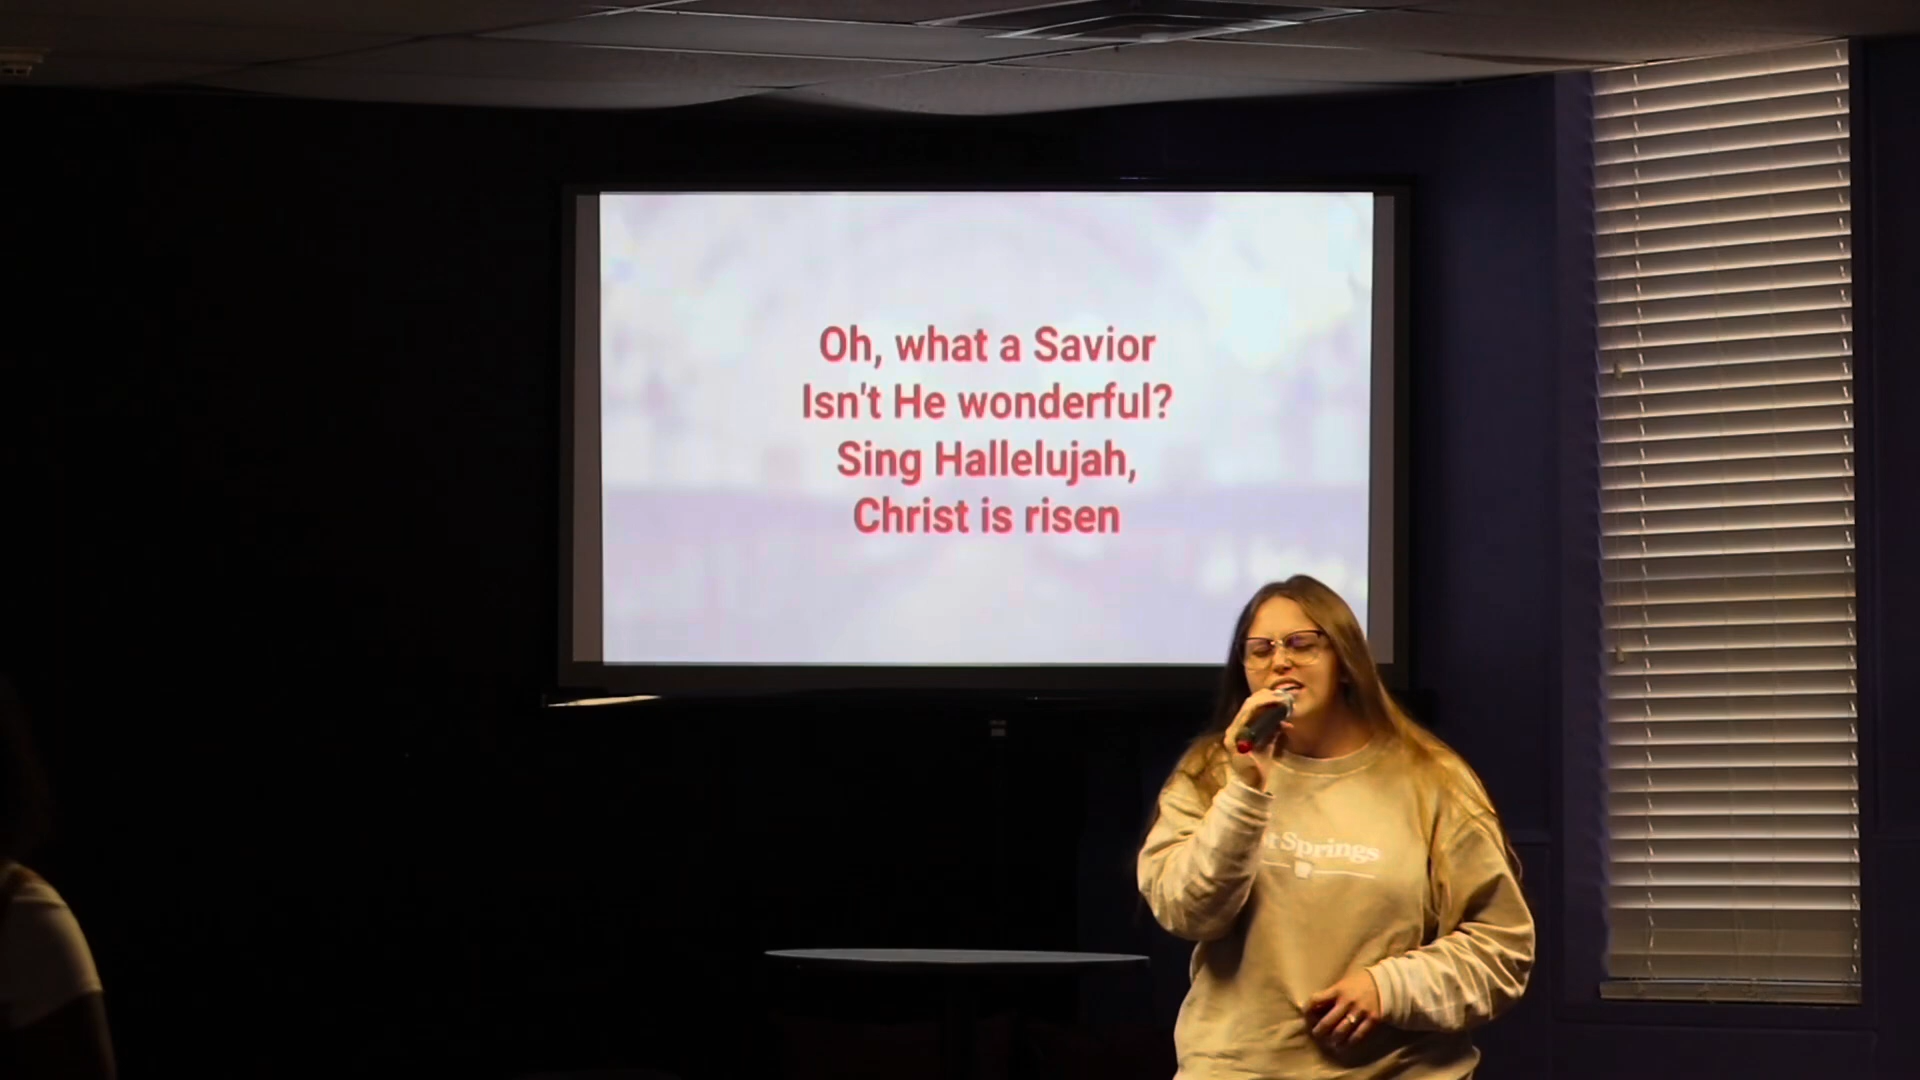 Oh, what a Savior
Isn't He wonderful?
Sing Hallelujah,
Christ is risen
Springs